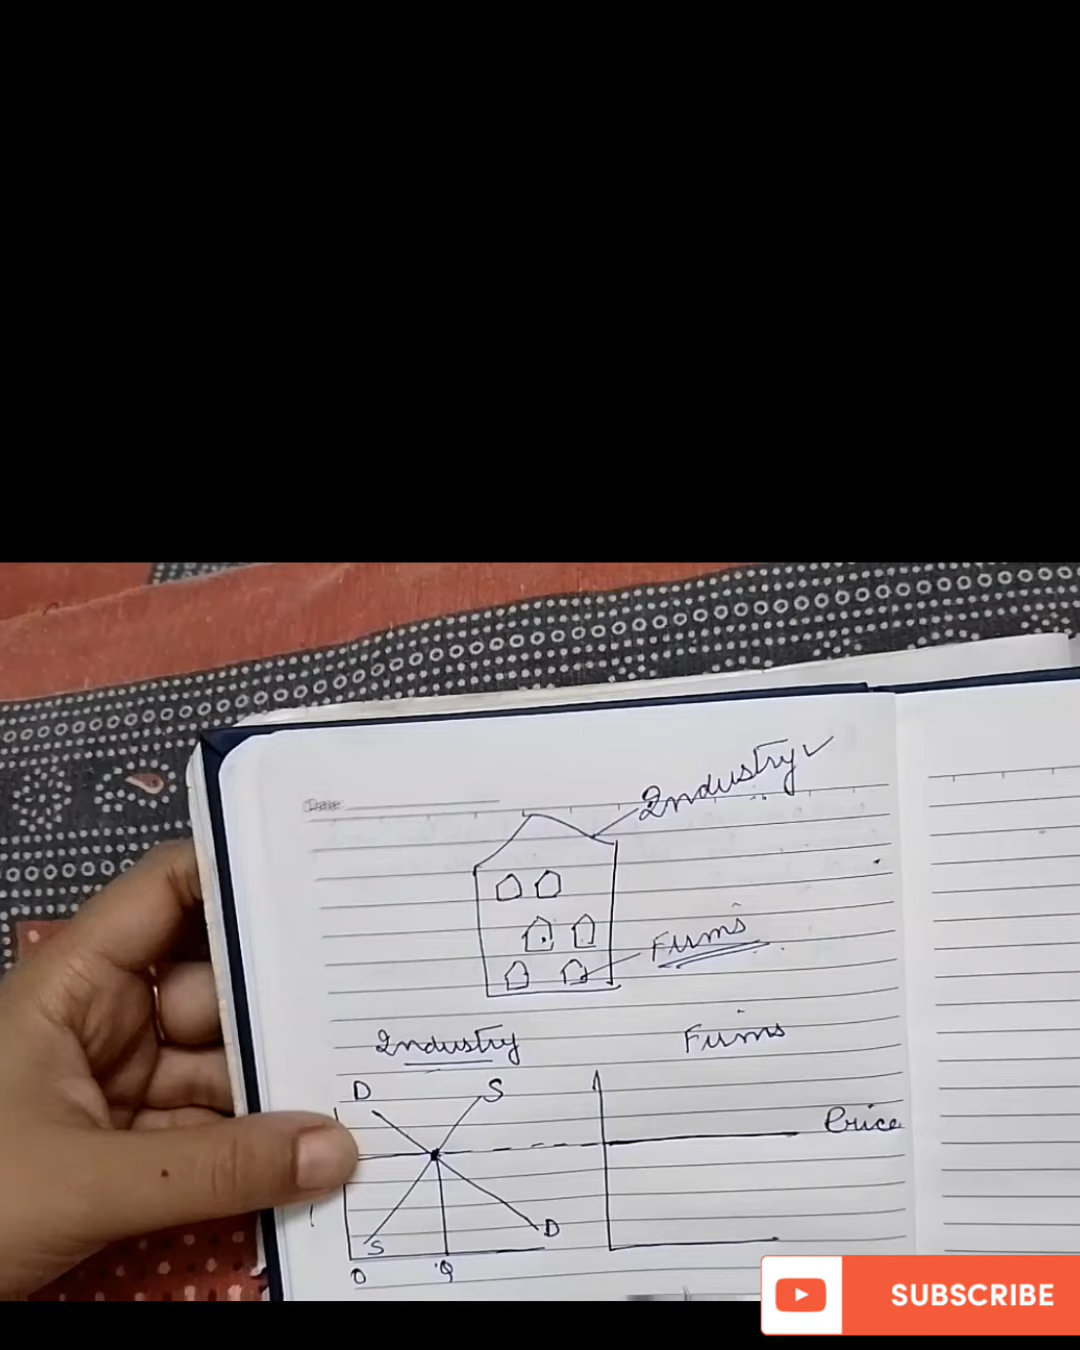 Industry
Date
Firms
Industry
Firms
D
S
Price
S
D
O
Q
SUBSCRIBE